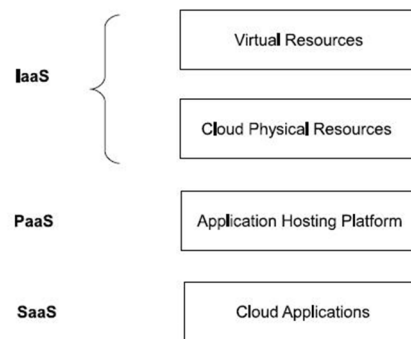 Virtual Resources
IaaS
Cloud Physical Resources
PaaS Application Hosting Platform
SaaS Cloud Applications